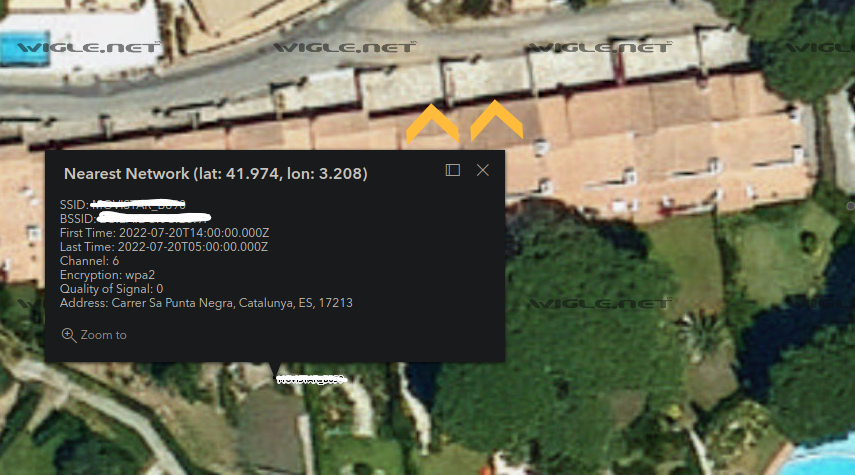 WIGLE.NET WIGLE.NET WIGLE.NET WIGLE.NET
Nearest Network (lat: 41.974, lon: 3.208)
SSID:
BSSID:
First Time: 2022-07-20T14:00:00.000Z
Last Time: 2022-07-20T05:00:00.000Z
Channel: 6
Encryption: wpa2
Quality of Signal: 0
Address: Carrer Sa Punta Negra, Catalunya, ES, 17213
WIGLE.NET WIGLE.NET
Zoom to